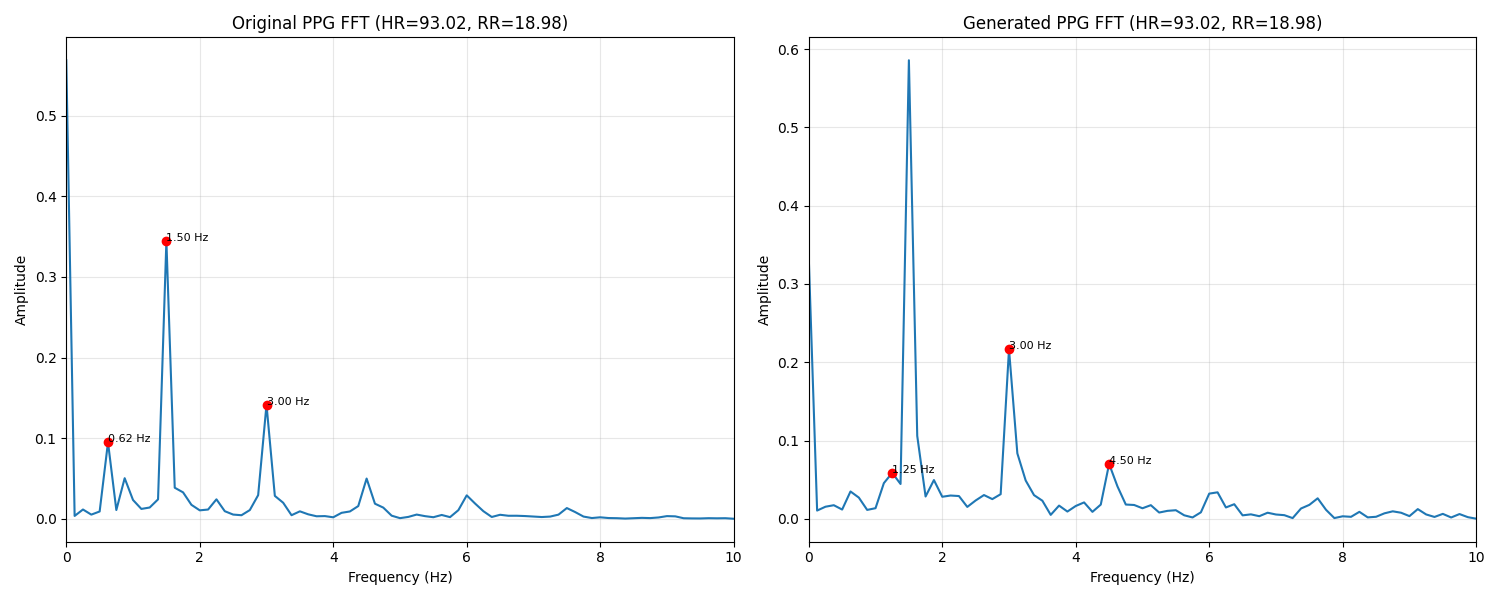 Original PPG FFT (HR=93.02, RR=18.98)
0.5
0.4
0.3
0.2
0.1
0.0
Amplitude
1.50 Hz
3.00 Hz
0.62 Hz
0 2 4 6 8 10
Frequency (Hz)
Generated PPG FFT (HR=93.02, RR=18.98)
0.6
0.5
0.4
0.3
0.2
0.1
0.0
Amplitude
3.00 Hz
1.25 Hz
4.50 Hz
0 2 4 6 8 10
Frequency (Hz)